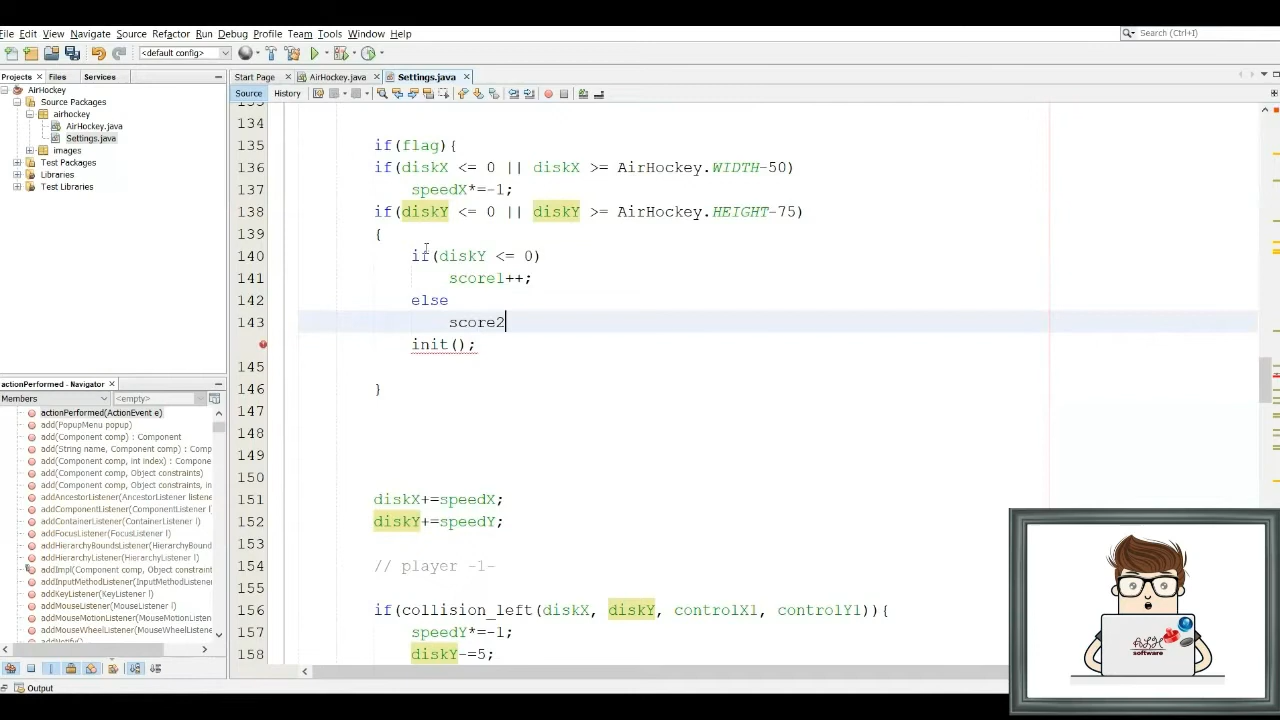 File Edit View Navigate Source Refactor Run Debug Profile Team Tools Window Help
Search (Ctrl+I)
<default config>
Projects Files Services
Start Page AirHockey.java Settings.java
Source History
AirHockey
Source Packages
airhockey
AirHockey.java
Settings.java
images
Test Packages
Libraries
Test Libraries
134
135 if(flag){
136 if(diskX <= 0 || diskX >= AirHockey.WIDTH-50)
137 speedX*=-1;
138 if(diskY <= 0 || diskY >= AirHockey.HEIGHT-75)
139 {
140 if(diskY <= 0)
141 score1++;
142 else
143 score2
init();
145
146 }
147
148
149
150
151 diskX+=speedX;
152 diskY+=speedY;
153
154 // player -1-
155
156 if(collision_left(diskX, diskY, controlX1, controlY1)){
157 speedY*=-1;
158 diskY-=5;
actionPerformed - Navigator
Members <empty>
actionPerformed(ActionEvent e)
add(PopupMenu popup)
add(Component comp) : Component
add(String name, Component comp) : Comp
add(Component comp, int index) : Compone
add(Component comp, Object constraints)
add(Component comp, Object constraints, in
addAncestorListener(AncestorListener listene
addComponentListener(ComponentListener l)
addContainerListener(ContainerListener l)
addFocusListener(FocusListener l)
addHierarchyBoundsListener(HierarchyBound
addHierarchyListener(HierarchyListener l)
addImpl(Component comp, Object constraint
addInputMethodListener(InputMethodListener
addKeyListener(KeyListener l)
addMouseListener(MouseListener l)
addMouseMotionListener(MouseMotionListen
addMouseWheelListener(MouseWheelListener
Output
software